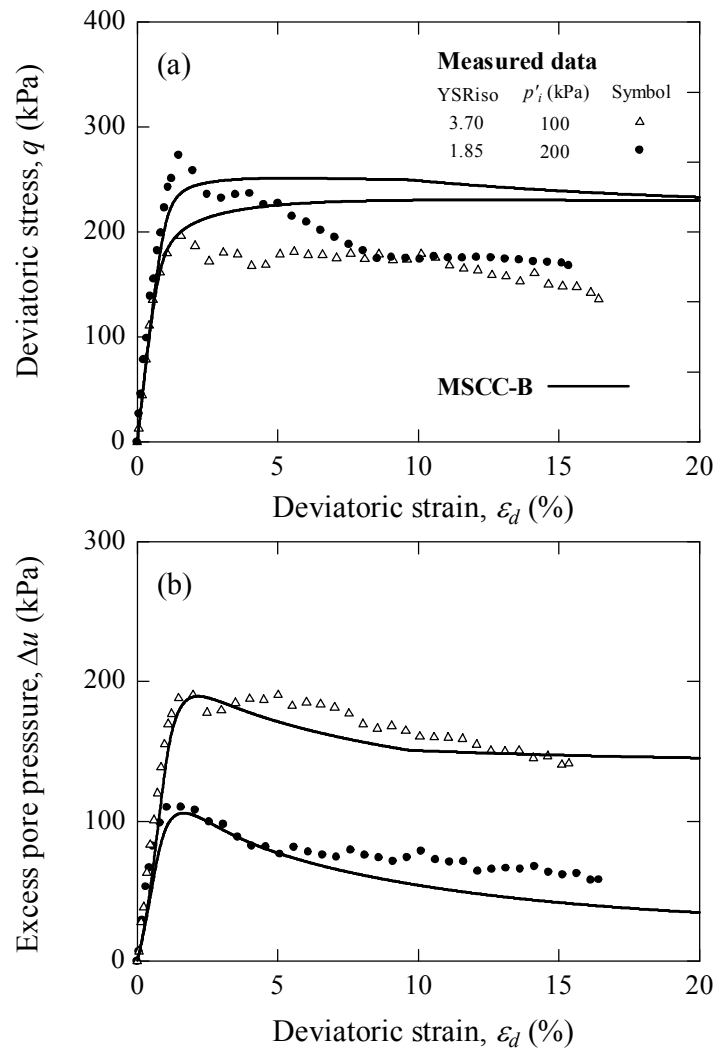 400
(a)
Measured data
YSRiso p'i (kPa) Symbol
3.70 100 △
1.85 200 ●
300
200
100
0
Deviatoric stress, q (kPa)
MSCC-B
0 5 10 15 20
Deviatoric strain, εd (%)
300
(b)
200
100
0
Excess pore presssure, Δu (kPa)
0 5 10 15 20
Deviatoric strain, εd (%)